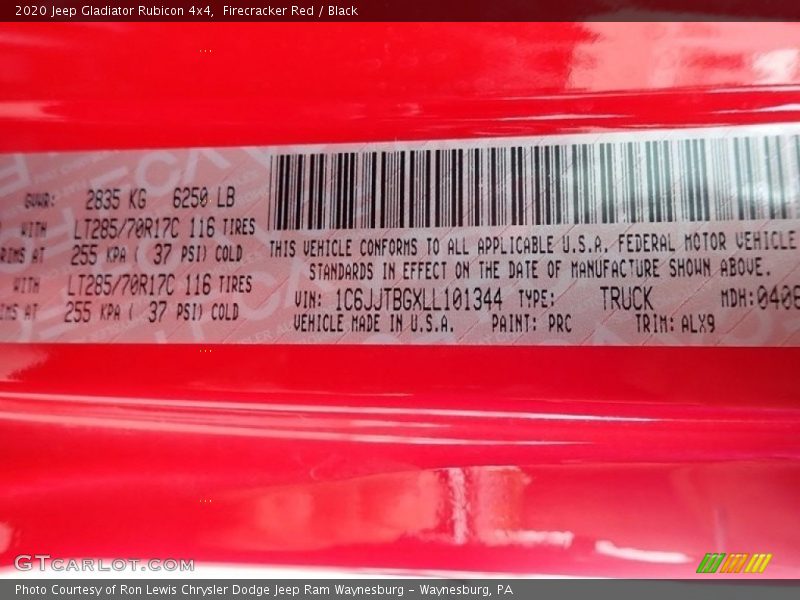 2020 Jeep Gladiator Rubicon 4x4, Firecracker Red / Black
GVWR: 2835 KG 6250 LB
WITH LT285/70R17C 116 TIRES
RIMS AT 255 KPA ( 37 PSI) COLD
WITH LT285/70R17C 116 TIRES
IMS AT 255 KPA ( 37 PSI) COLD
THIS VEHICLE CONFORMS TO ALL APPLICABLE U.S.A. FEDERAL MOTOR VEHICLE
STANDARDS IN EFFECT ON THE DATE OF MANUFACTURE SHOWN ABOVE.
VIN: 1C6JJTBGXLL101344 TYPE: TRUCK MDH:0406
VEHICLE MADE IN U.S.A. PAINT: PRC TRIM: ALX9
GTCARLOT.COM
Photo Courtesy of Ron Lewis Chrysler Dodge Jeep Ram Waynesburg - Waynesburg, PA